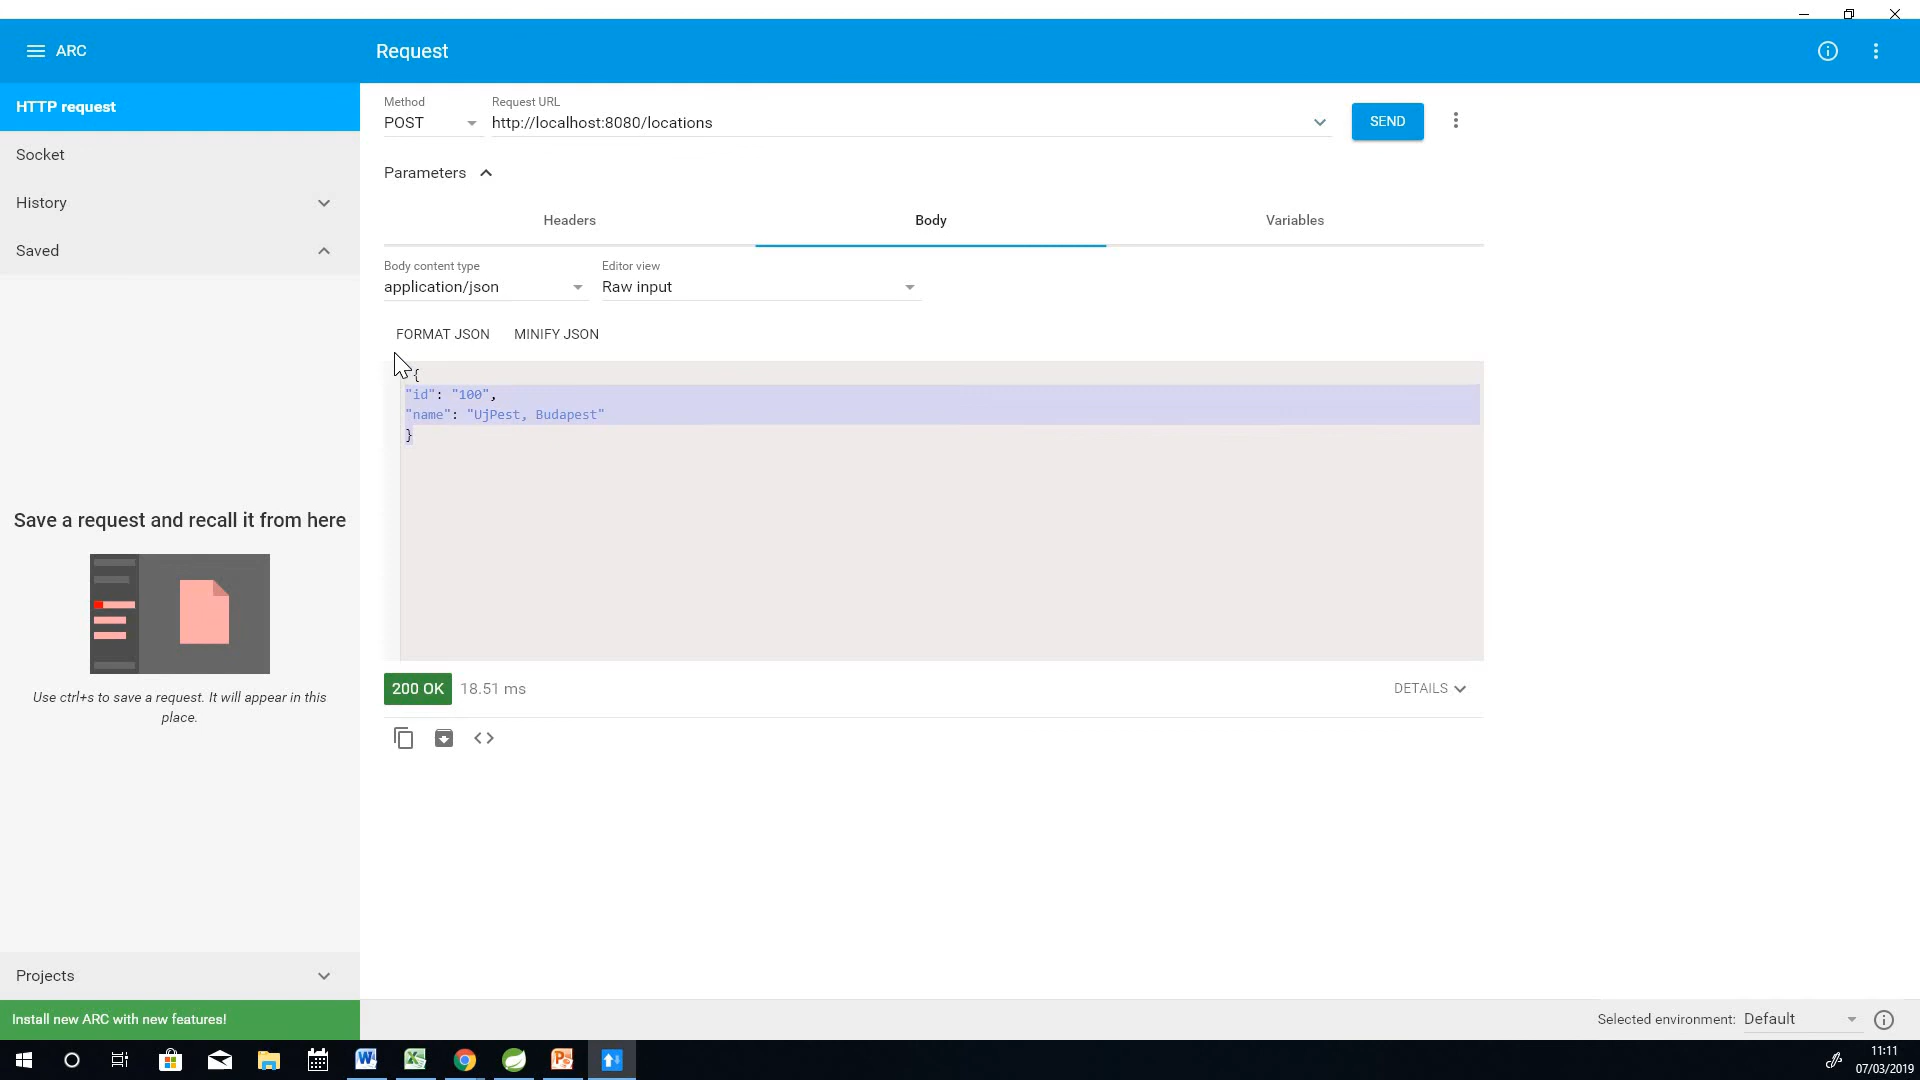 ARC
Request
HTTP request
Socket
History
Saved
Save a request and recall it from here
Use ctrl+s to save a request. It will appear in this
place.
Projects
Install new ARC with new features!
Method
POST
Request URL
http://localhost:8080/locations
SEND
Parameters
Headers
Body
Variables
Body content type
application/json
Editor view
Raw input
FORMAT JSON
MINIFY JSON
{
"id": "100",
"name": "UjPest, Budapest"
}
200 OK
18.51 ms
DETAILS
Selected environment: Default
11:11
07/03/2019